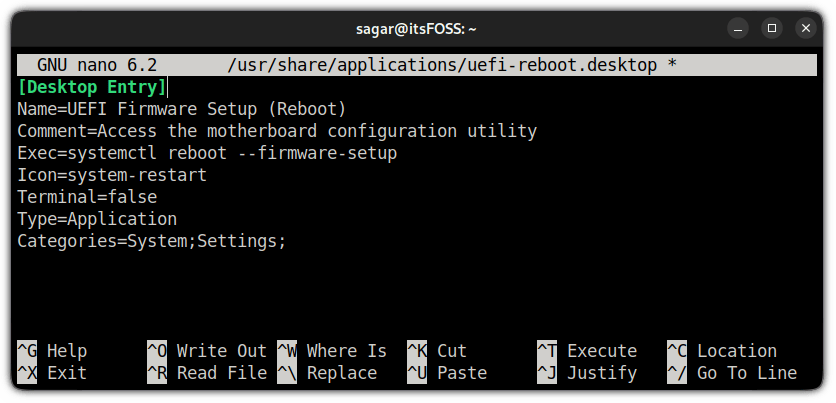 sagar@itsFOSS: ~
GNU nano 6.2 /usr/share/applications/uefi-reboot.desktop *
[Desktop Entry]
Name=UEFI Firmware Setup (Reboot)
Comment=Access the motherboard configuration utility
Exec=systemctl reboot --firmware-setup
Icon=system-restart
Terminal=false
Type=Application
Categories=System;Settings;
^G Help ^O Write Out ^W Where Is ^K Cut ^T Execute ^C Location
^X Exit ^R Read File ^\ Replace ^U Paste ^J Justify ^/ Go To Line